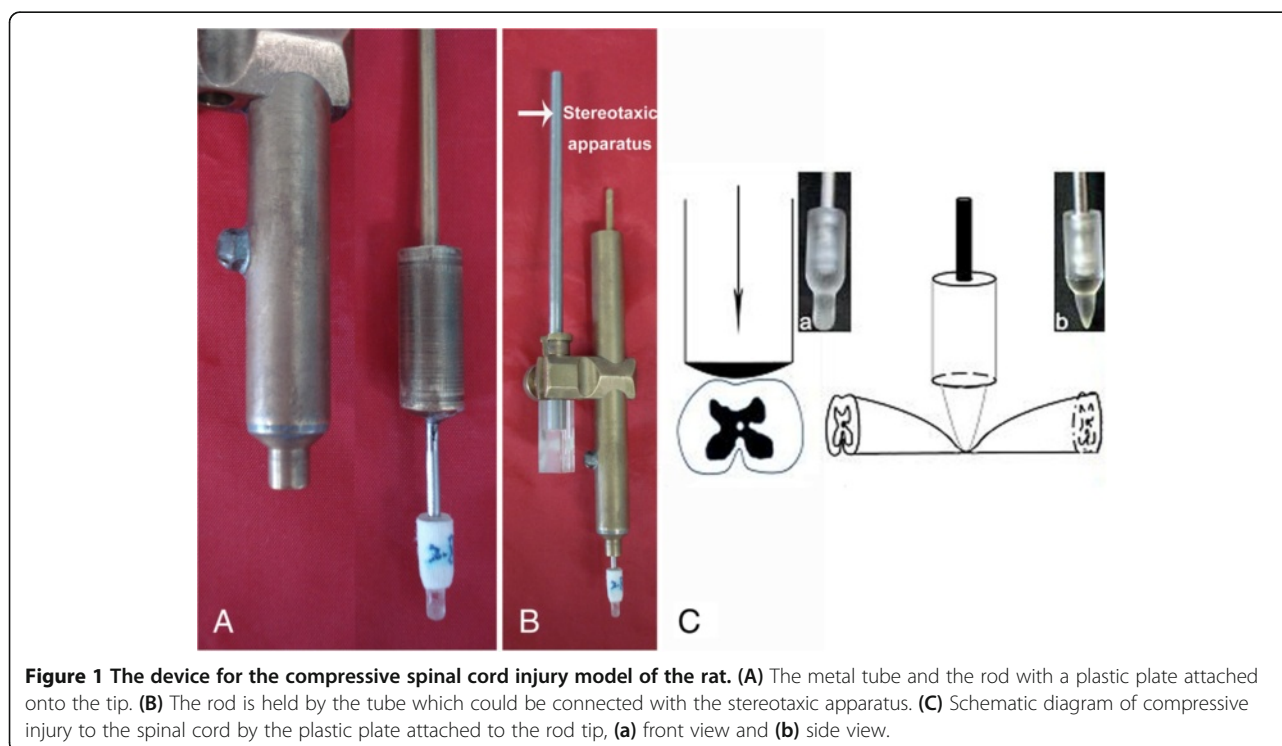 Stereotaxic
apparatus
a
b
A
B
C
Figure 1 The device for the compressive spinal cord injury model of the rat. (A) The metal tube and the rod with a plastic plate attached
onto the tip. (B) The rod is held by the tube which could be connected with the stereotaxic apparatus. (C) Schematic diagram of compressive
injury to the spinal cord by the plastic plate attached to the rod tip, (a) front view and (b) side view.